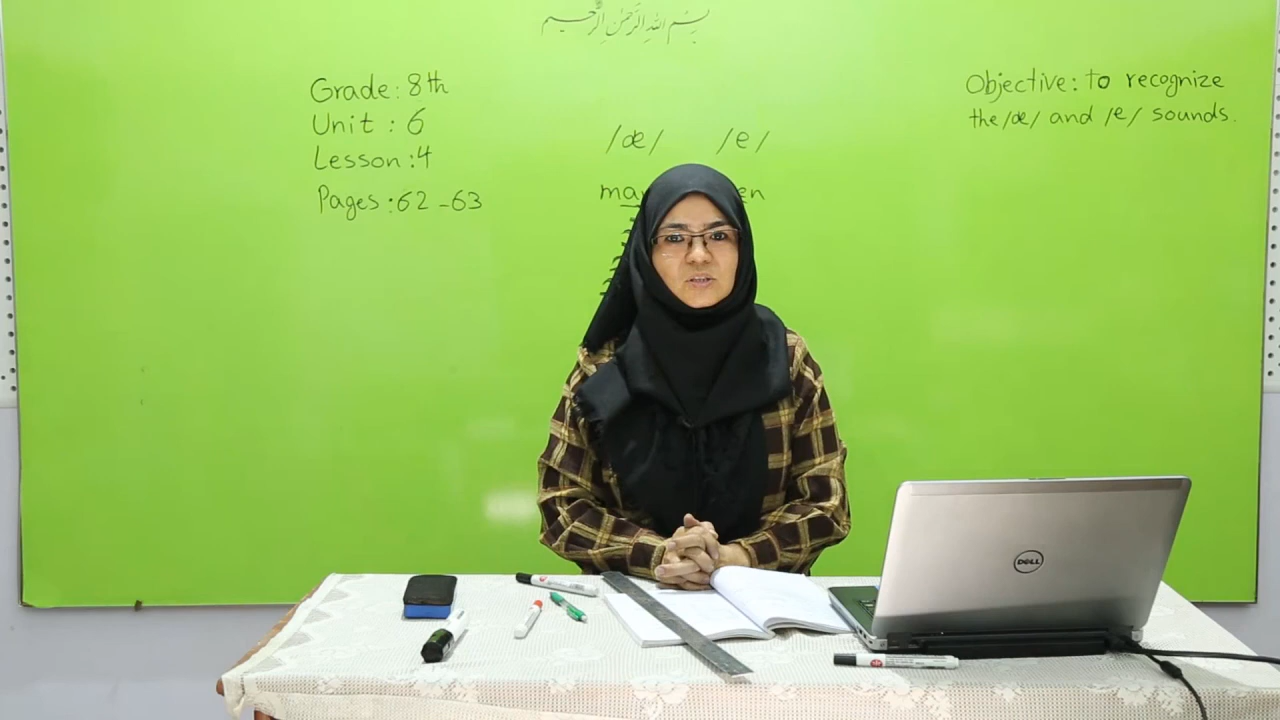 بسم الله الرحمن الرحیم
Grade: 8th
Unit: 6
Lesson: 4
Pages: 62-63
/æ/ /e/
Objective: to recognize
the /æ/ and /e/ sounds.
DELL